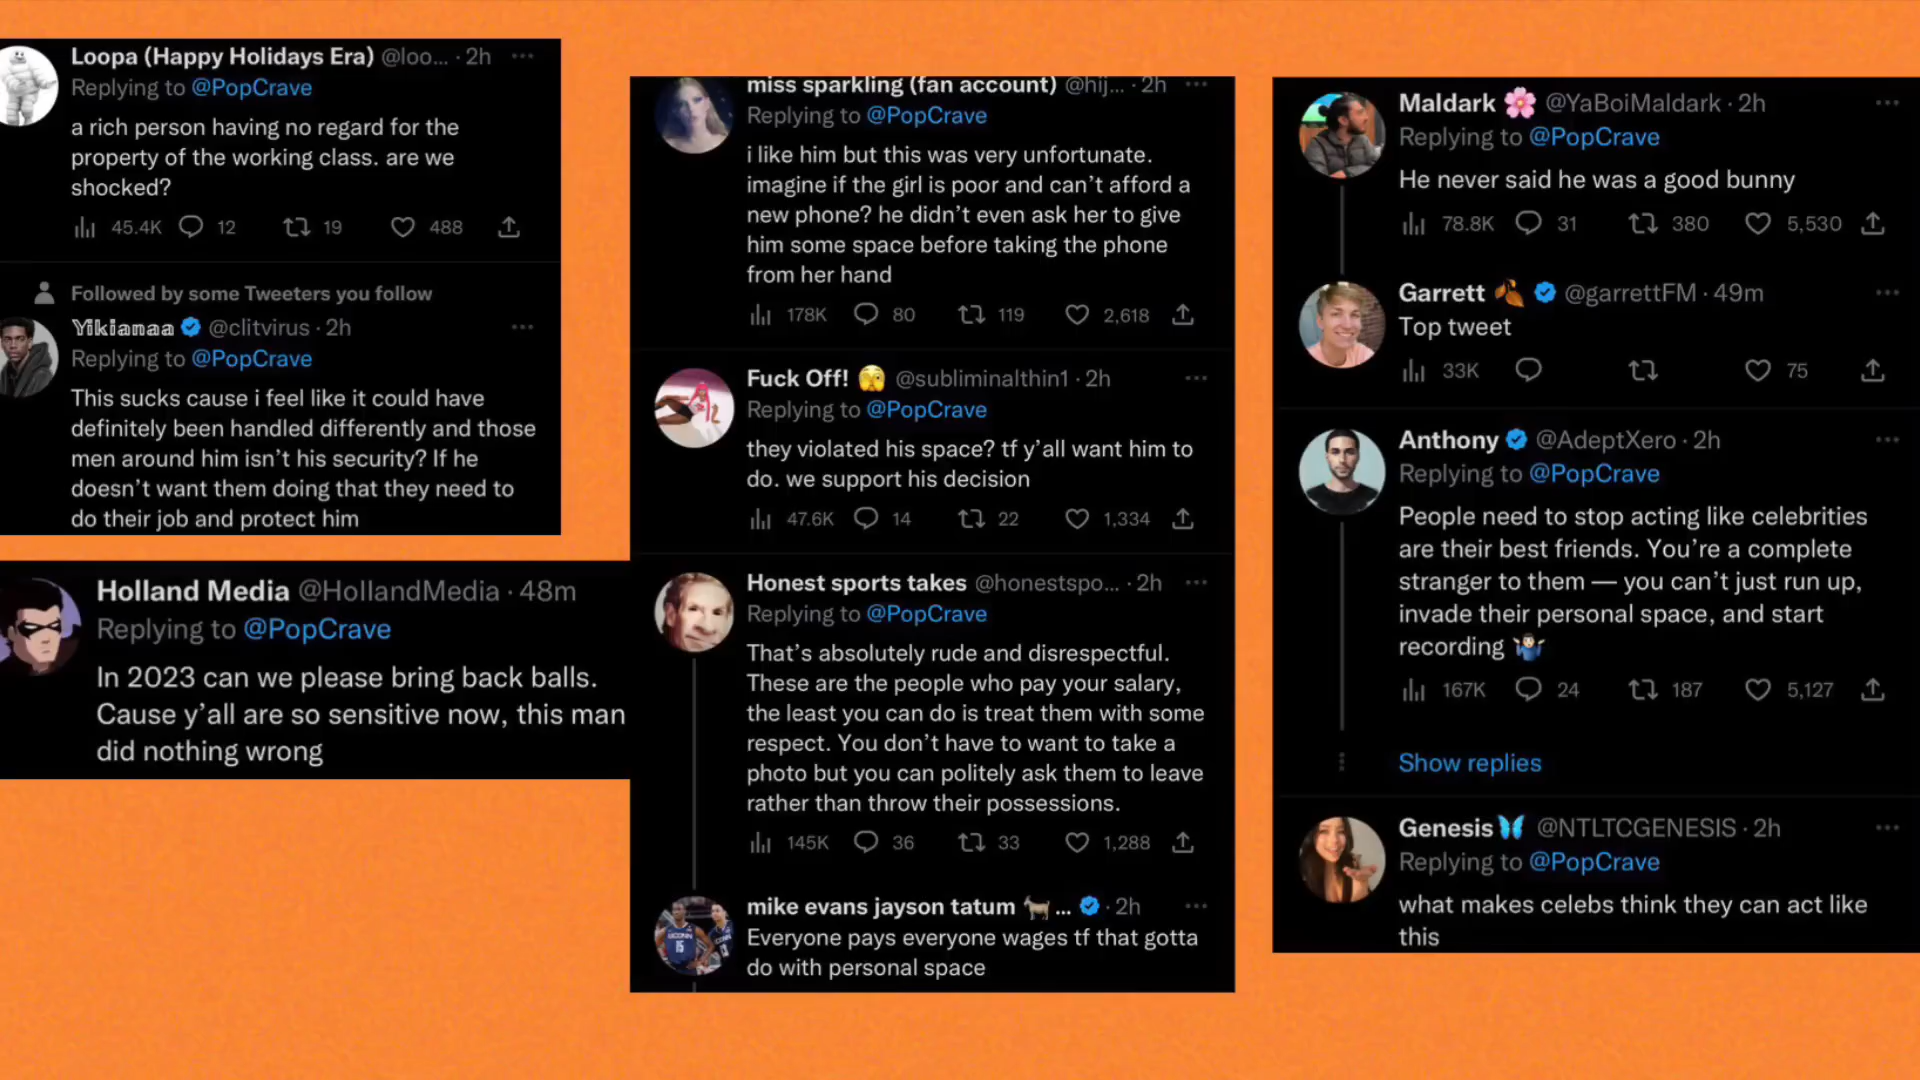 Loopa (Happy Holidays Era) @loo... · 2h
Replying to @PopCrave
a rich person having no regard for the
property of the working class. are we
shocked?
45.4K 12 19 488
Followed by some Tweeters you follow
Yikianaa @clitvirus · 2h
Replying to @PopCrave
This sucks cause i feel like it could have
definitely been handled differently and those
men around him isn’t his security? If he
doesn’t want them doing that they need to
do their job and protect him
Holland Media @HollandMedia · 48m
Replying to @PopCrave
In 2023 can we please bring back balls.
Cause y’all are so sensitive now, this man
did nothing wrong
miss sparkling (fan account) @hij... · 2h
Replying to @PopCrave
i like him but this was very unfortunate.
imagine if the girl is poor and can’t afford a
new phone? he didn’t even ask her to give
him some space before taking the phone
from her hand
178K 80 119 2,618
Fuck Off! 🫣 @subliminalthin1 · 2h
Replying to @PopCrave
they violated his space? tf y’all want him to
do. we support his decision
47.6K 14 22 1,334
Honest sports takes @honestspo... · 2h
Replying to @PopCrave
That’s absolutely rude and disrespectful.
These are the people who pay your salary,
the least you can do is treat them with some
respect. You don’t have to want to take a
photo but you can politely ask them to leave
rather than throw their possessions.
145K 36 33 1,288
mike evans jayson tatum 🐐 ... · 2h
Everyone pays everyone wages tf that gotta
do with personal space
Maldark 🌸 @YaBoiMaldark · 2h
Replying to @PopCrave
He never said he was a good bunny
78.8K 31 380 5,530
Garrett 🍂 @garrettFM · 49m
Top tweet
33K 75
Anthony @AdeptXero · 2h
Replying to @PopCrave
People need to stop acting like celebrities
are their best friends. You’re a complete
stranger to them — you can’t just run up,
invade their personal space, and start
recording 🤷🏻‍♂️
167K 24 187 5,127
Show replies
Genesis🦋 @NTLTCGENESIS · 2h
Replying to @PopCrave
what makes celebs think they can act like
this